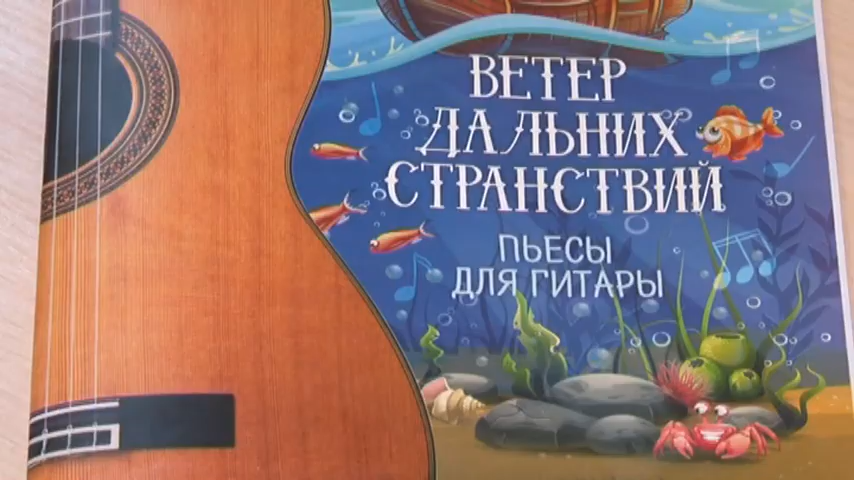 ВЕТЕР
ДАЛЬНИХ
СТРАНСТВИЙ
ПЬЕСЫ
ДЛЯ ГИТАРЫ